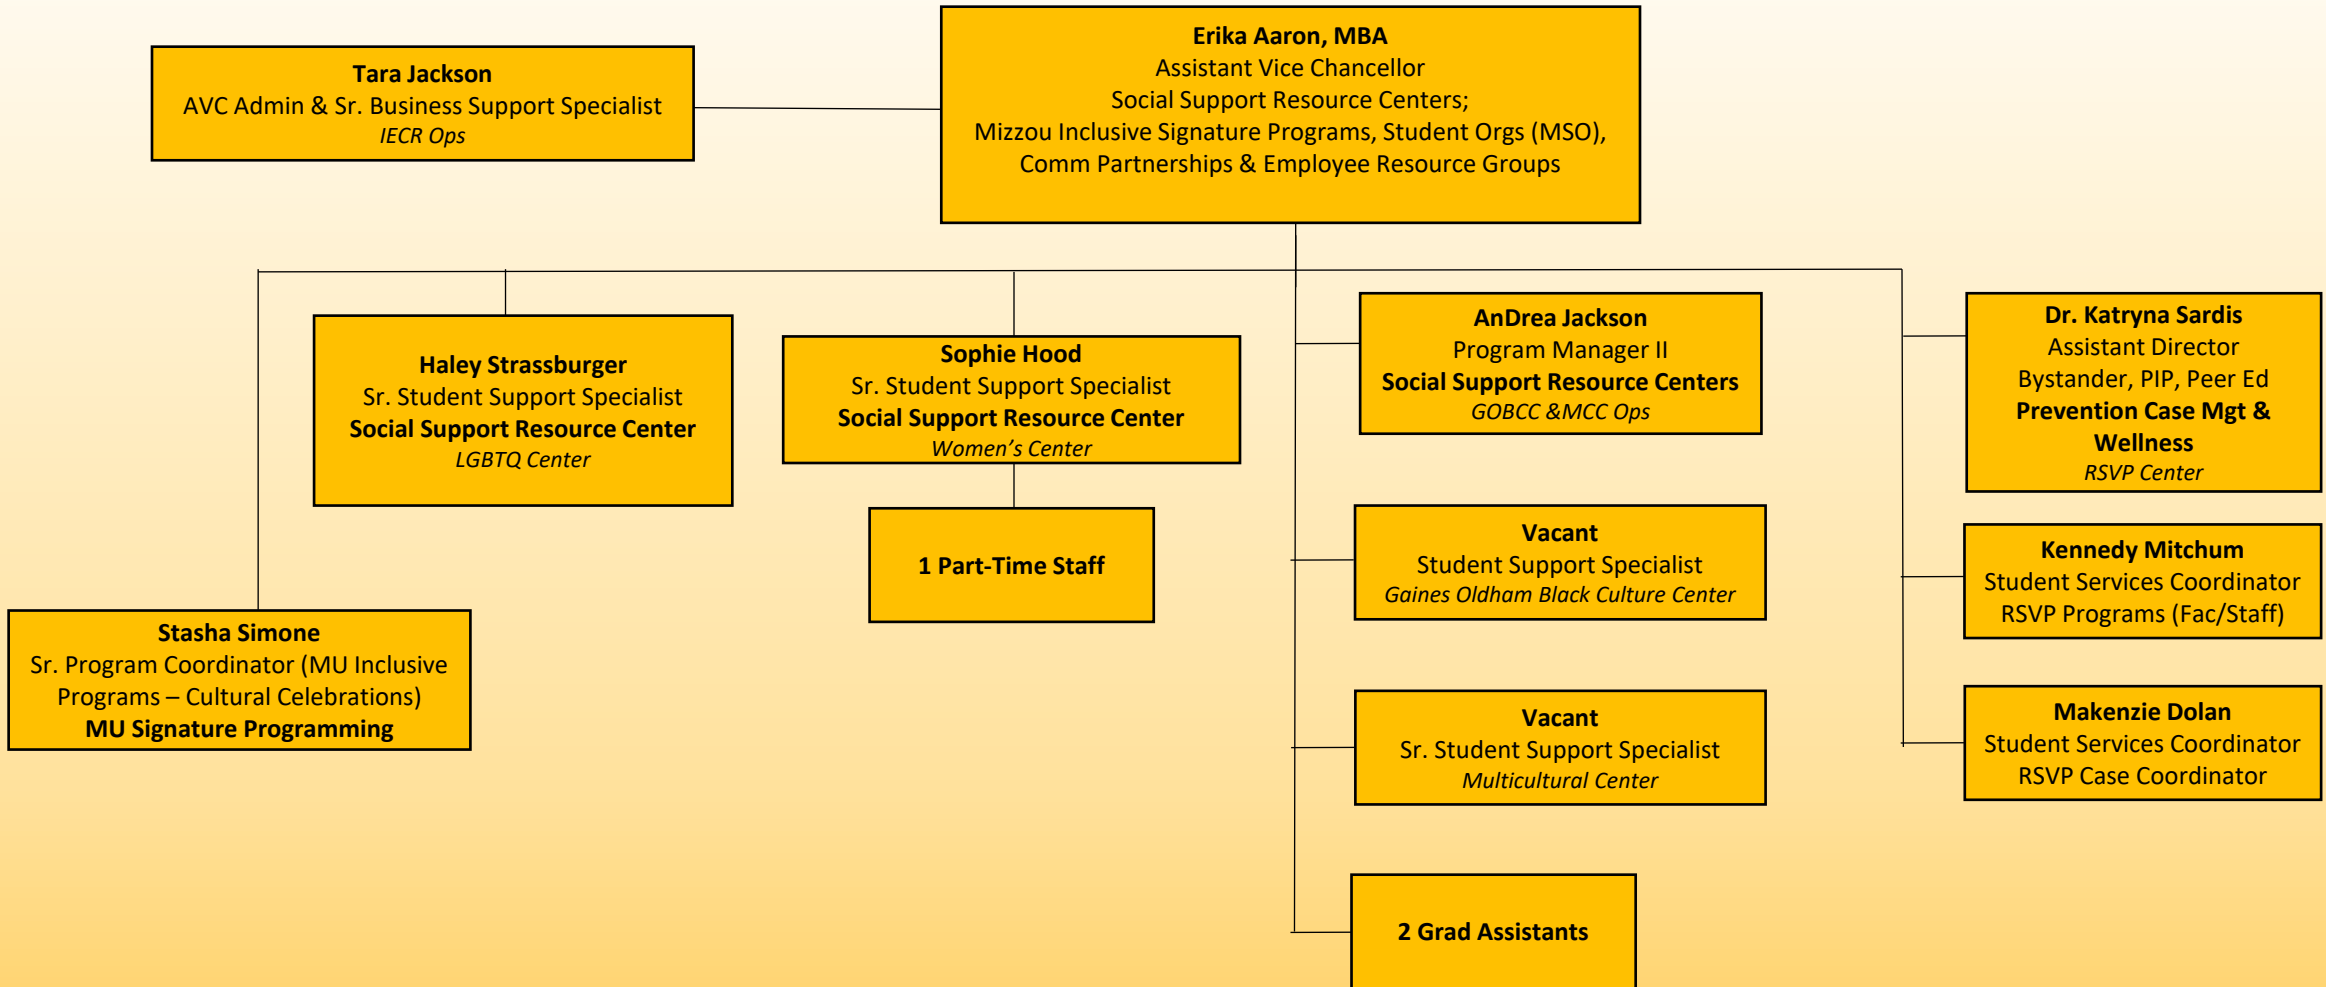 Erika Aaron, MBA
Assistant Vice Chancellor
Social Support Resource Centers;
Mizzou Inclusive Signature Programs, Student Orgs (MSO),
Comm Partnerships & Employee Resource Groups
Tara Jackson
AVC Admin & Sr. Business Support Specialist
IECR Ops
Haley Strassburger
Sr. Student Support Specialist
Social Support Resource Center
LGBTQ Center
Sophie Hood
Sr. Student Support Specialist
Social Support Resource Center
Women’s Center
1 Part-Time Staff
Stasha Simone
Sr. Program Coordinator (MU Inclusive
Programs – Cultural Celebrations)
MU Signature Programming
AnDrea Jackson
Program Manager II
Social Support Resource Centers
GOBCC &MCC Ops
Vacant
Student Support Specialist
Gaines Oldham Black Culture Center
Vacant
Sr. Student Support Specialist
Multicultural Center
2 Grad Assistants
Dr. Katryna Sardis
Assistant Director
Bystander, PIP, Peer Ed
Prevention Case Mgt &
Wellness
RSVP Center
Kennedy Mitchum
Student Services Coordinator
RSVP Programs (Fac/Staff)
Makenzie Dolan
Student Services Coordinator
RSVP Case Coordinator